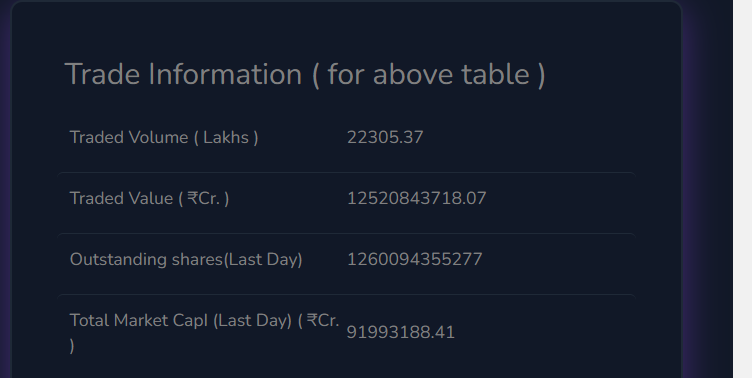 Trade Information ( for above table )
Traded Volume ( Lakhs ) 22305.37
Traded Value ( ₹Cr. ) 12520843718.07
Outstanding shares(Last Day) 1260094355277
Total Market CapI (Last Day) ( ₹Cr. 91993188.41
)